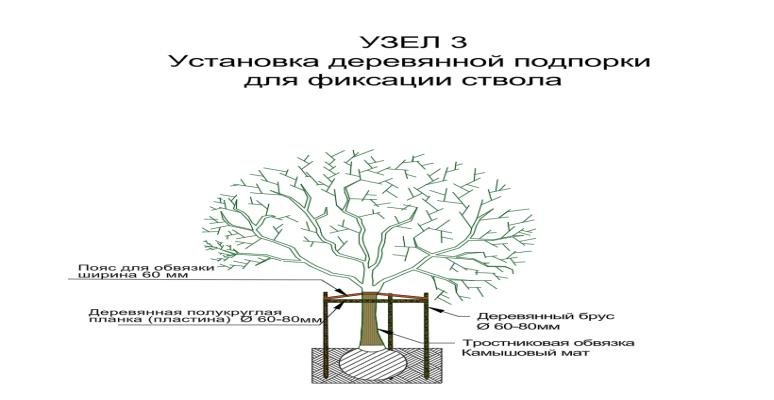 УЗЕЛ 3
Установка деревянной подпорки
для фиксации ствола
Пояс для обвязки
ширина 60 мм
Деревянная полукруглая
планка (пластина) Ø 60-80мм
Деревянный брус
Ø 60-80мм
Тростниковая обвязка
Камышовый мат